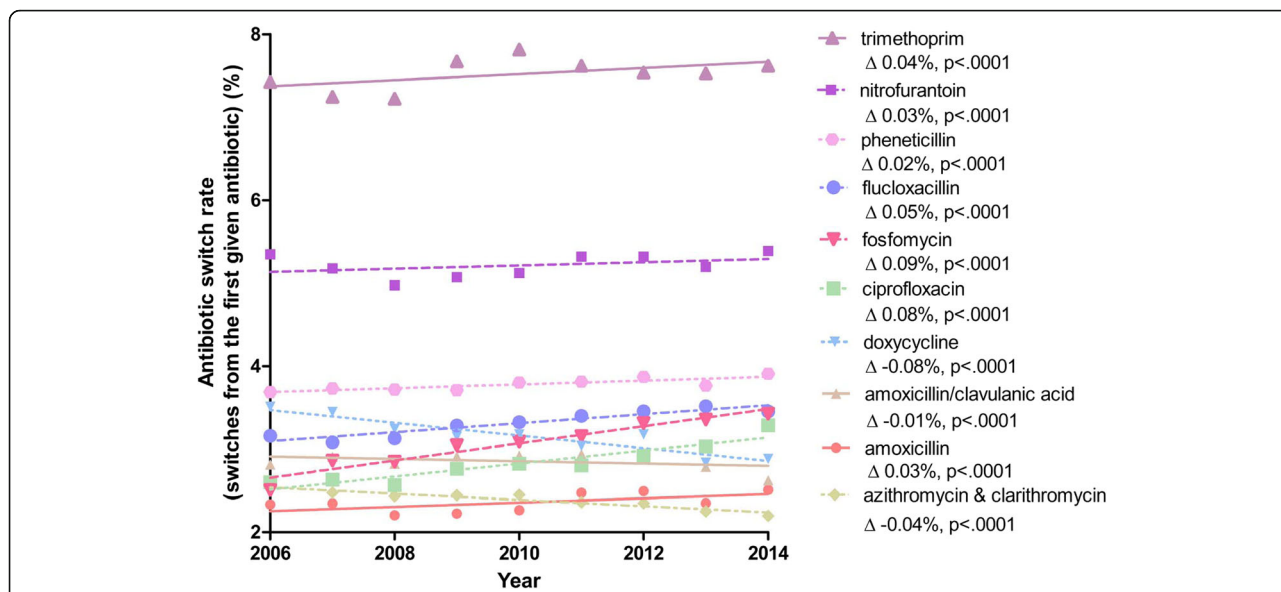 Antibiotic switch rate
(switches from the first given antibiotic) (%)
8
6
4
2
2006
2008
2010
2012
2014
Year
trimethoprim
Δ 0.04%, p<.0001
nitrofurantoin
Δ 0.03%, p<.0001
pheneticillin
Δ 0.02%, p<.0001
flucloxacillin
Δ 0.05%, p<.0001
fosfomycin
Δ 0.09%, p<.0001
ciprofloxacin
Δ 0.08%, p<.0001
doxycycline
Δ -0.08%, p<.0001
amoxicillin/clavulanic acid
Δ -0.01%, p<.0001
amoxicillin
Δ 0.03%, p<.0001
azithromycin & clarithromycin
Δ -0.04%, p<.0001